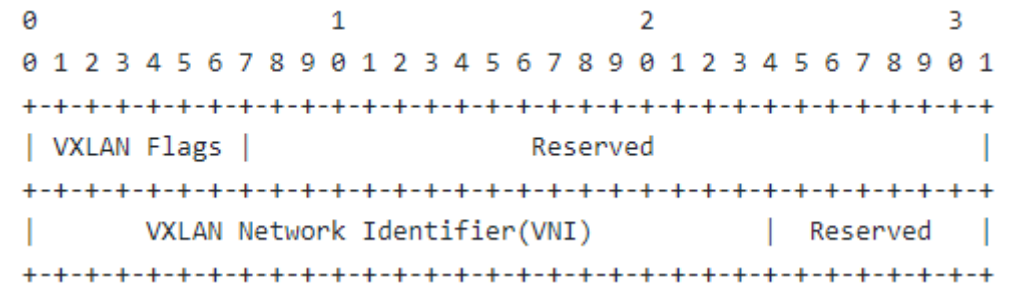 0                   1                   2                   3
0 1 2 3 4 5 6 7 8 9 0 1 2 3 4 5 6 7 8 9 0 1 2 3 4 5 6 7 8 9 0 1
+-+-+-+-+-+-+-+-+-+-+-+-+-+-+-+-+-+-+-+-+-+-+-+-+-+-+-+-+-+-+-+
| VXLAN Flags |                  Reserved                     |
+-+-+-+-+-+-+-+-+-+-+-+-+-+-+-+-+-+-+-+-+-+-+-+-+-+-+-+-+-+-+-+
|       VXLAN Network Identifier(VNI)           |  Reserved   |
+-+-+-+-+-+-+-+-+-+-+-+-+-+-+-+-+-+-+-+-+-+-+-+-+-+-+-+-+-+-+-+